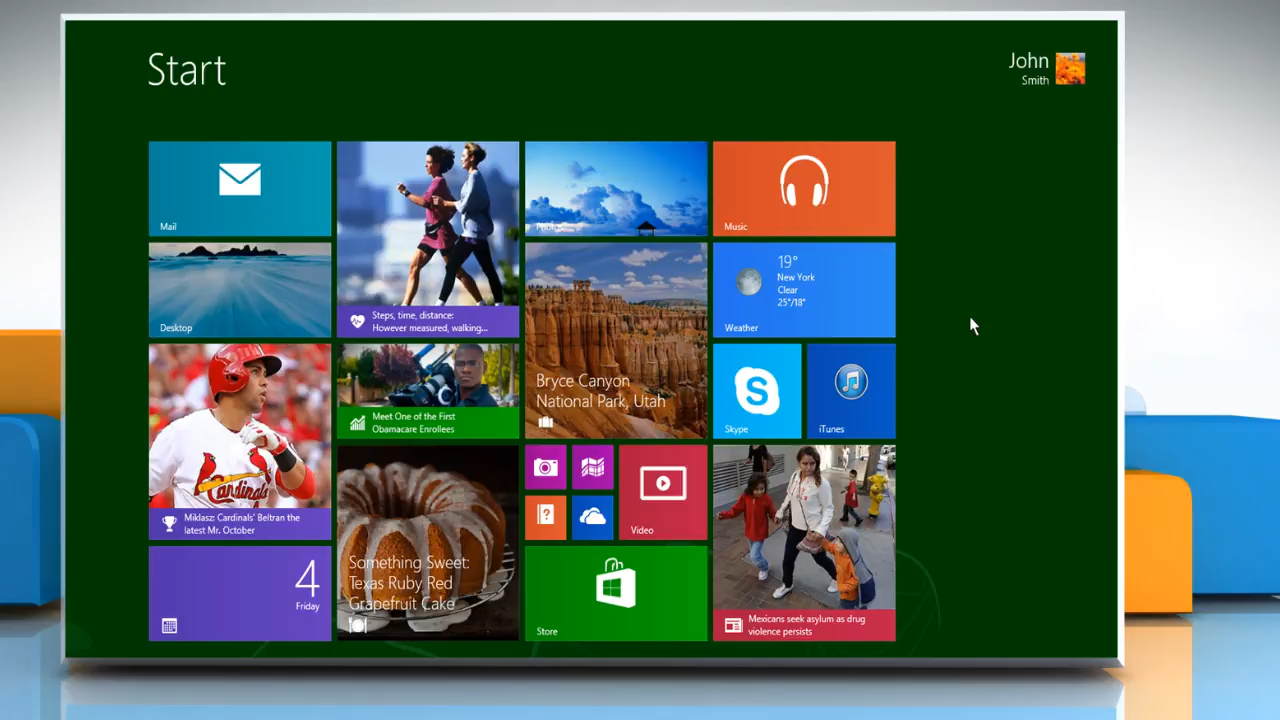 Start
John
Smith
Mail
Steps, time, distance:
However measured, walking...
Photos
Music
19°
New York
Clear
25°/18°
Weather
Desktop
Bryce Canyon
National Park, Utah
Skype
iTunes
Meet One of the First
Obamacare Enrollees
Cardinals
Miklasz: Cardinals' Beltran the
latest Mr. October
Video
Something Sweet:
Texas Ruby Red
Grapefruit Cake
4
Friday
Store
Mexicans seek asylum as drug
violence persists